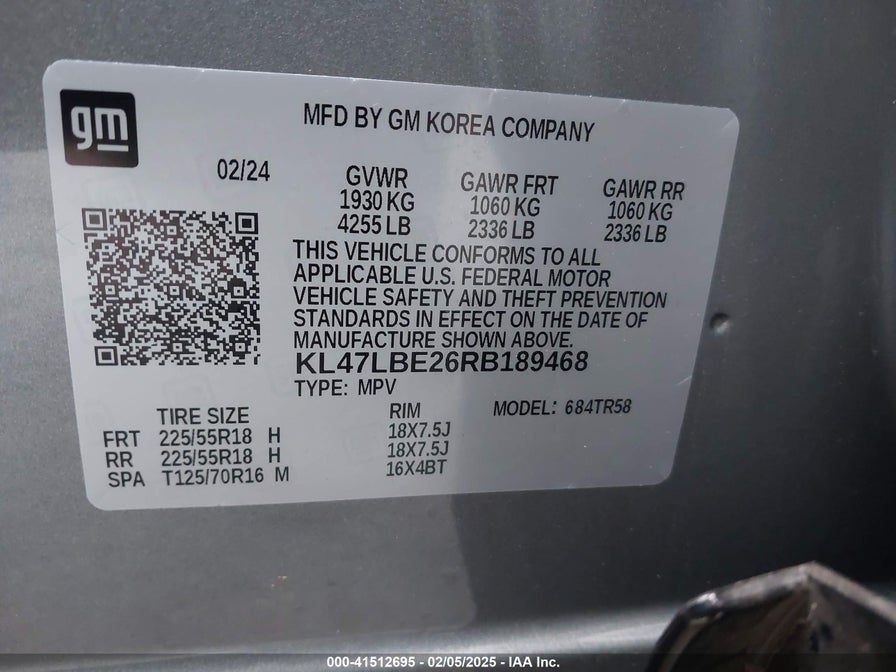 gm
MFD BY GM KOREA COMPANY
02/24
GVWR GAWR FRT GAWR RR
1930 KG 1060 KG 1060 KG
4255 LB 2336 LB 2336 LB
THIS VEHICLE CONFORMS TO ALL
APPLICABLE U.S. FEDERAL MOTOR
VEHICLE SAFETY AND THEFT PREVENTION
STANDARDS IN EFFECT ON THE DATE OF
MANUFACTURE SHOWN ABOVE.
KL47LBE26RB189468
TYPE: MPV
TIRE SIZE RIM MODEL: 684TR58
FRT 225/55R18 H 18X7.5J
RR 225/55R18 H 18X7.5J
SPA T125/70R16 M 16X4BT
000-41512695 - 02/05/2025 - IAA Inc.